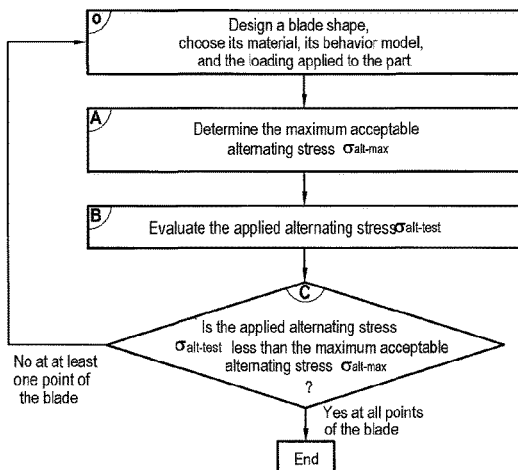 o
Design a blade shape,
choose its material, its behavior model,
and the loading applied to the part
A
Determine the maximum acceptable
alternating stress σalt-max
B
Evaluate the applied alternating stress σalt-test
C
Is the applied alternating stress
σalt-test less than the maximum acceptable
alternating stress σalt-max
?
No at at least
one point of
the blade
Yes at all points
of the blade
End